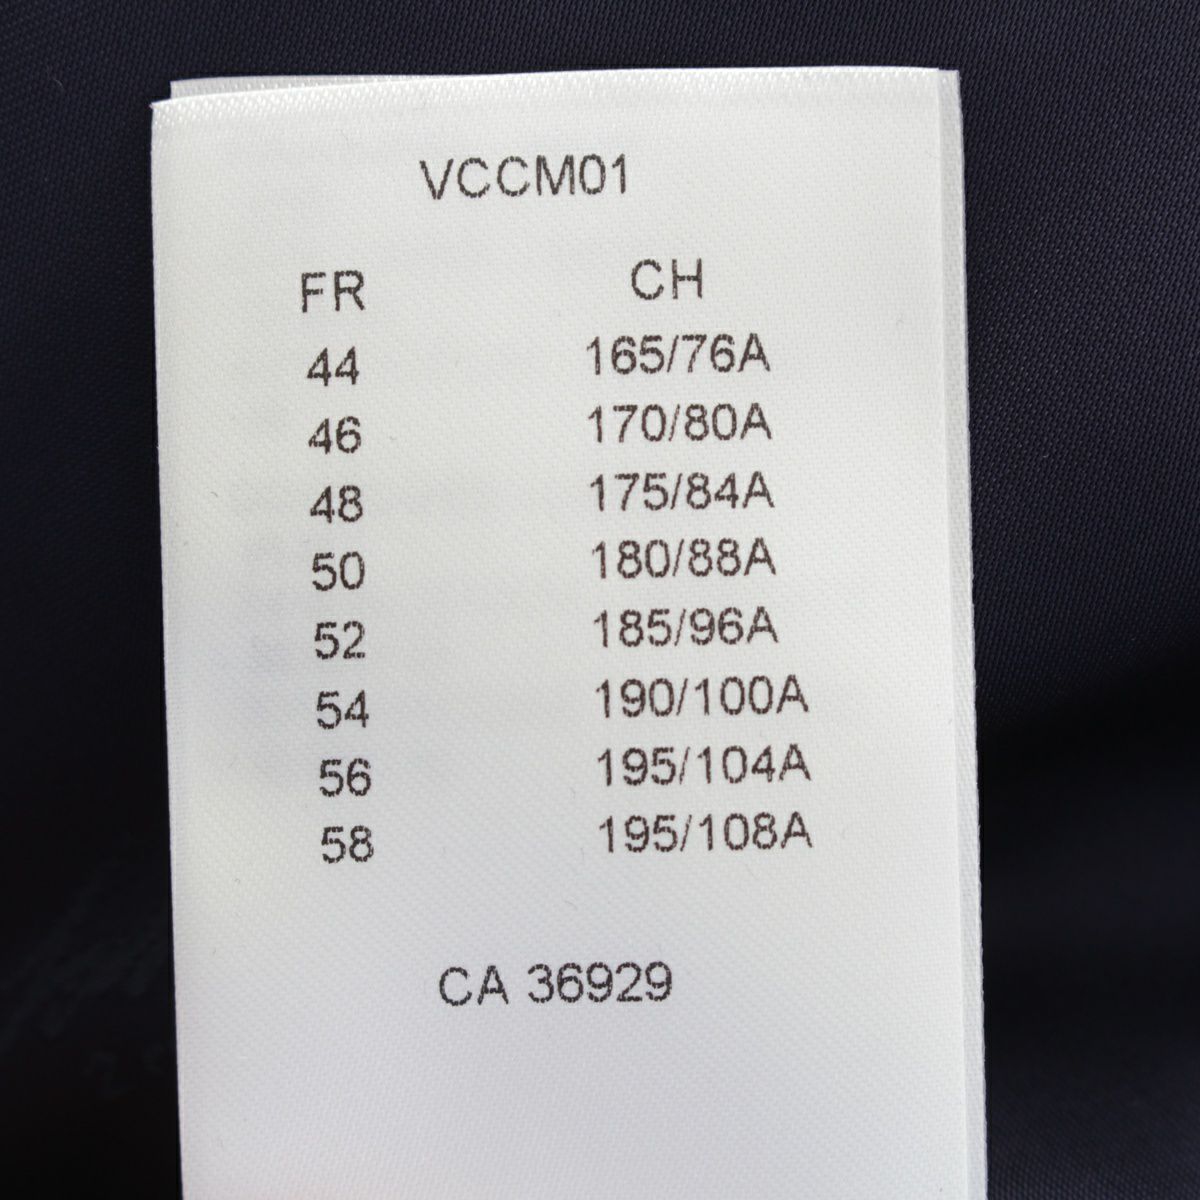 VCCM01
FR CH
44 165/76A
46 170/80A
48 175/84A
50 180/88A
52 185/96A
54 190/100A
56 195/104A
58 195/108A
CA 36929